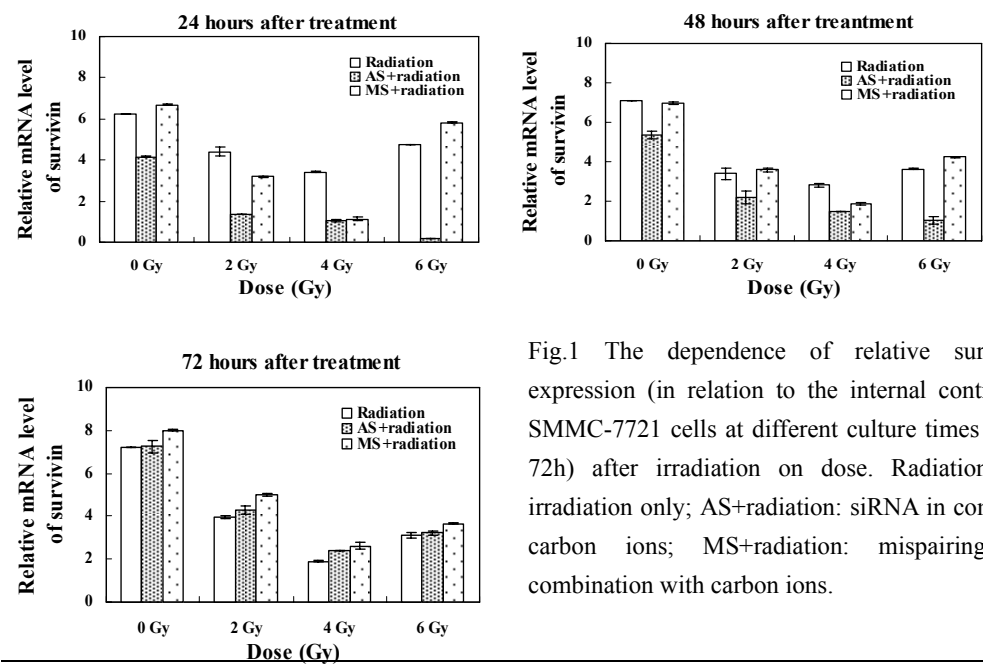 24 hours after treatment
Relative mRNA level
of survivin
10
8
6
4
2
0
Radiation
AS+radiation
MS+radiation
0 Gy 2 Gy 4 Gy 6 Gy
Dose (Gy)
48 hours after treantment
Relative mRNA level
of survivin
10
8
6
4
2
0
Radiation
AS+radiation
MS+radiation
0 Gy 2 Gy 4 Gy 6 Gy
Dose (Gy)
72 hours after treatment
Relative mRNA level
of survivin
10
8
6
4
2
0
Radiation
AS+radiation
MS+radiation
0 Gy 2 Gy 4 Gy 6 Gy
Dose (Gy)
Fig.1 The dependence of relative sur
expression (in relation to the internal cont
SMMC-7721 cells at different culture times
72h) after irradiation on dose. Radiation
irradiation only; AS+radiation: siRNA in co
carbon ions; MS+radiation: mispairing
combination with carbon ions.